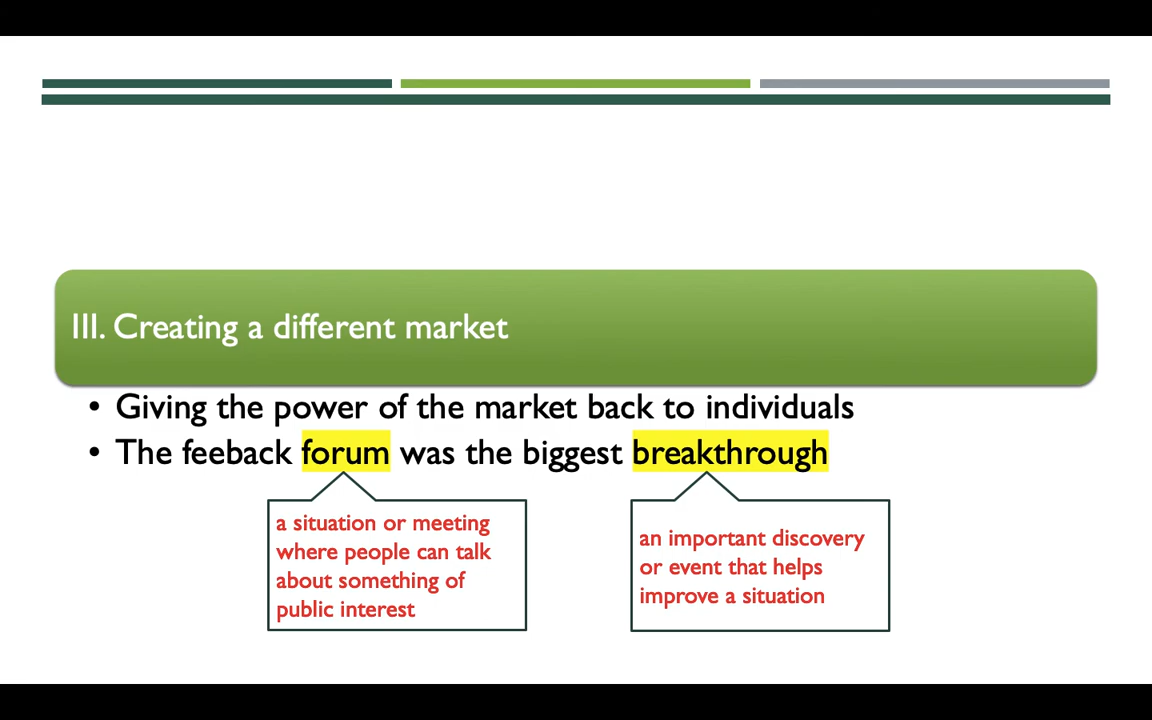 III. Creating a different market
• Giving the power of the market back to individuals
• The feeback forum was the biggest breakthrough
a situation or meeting
where people can talk
about something of
public interest
an important discovery
or event that helps
improve a situation